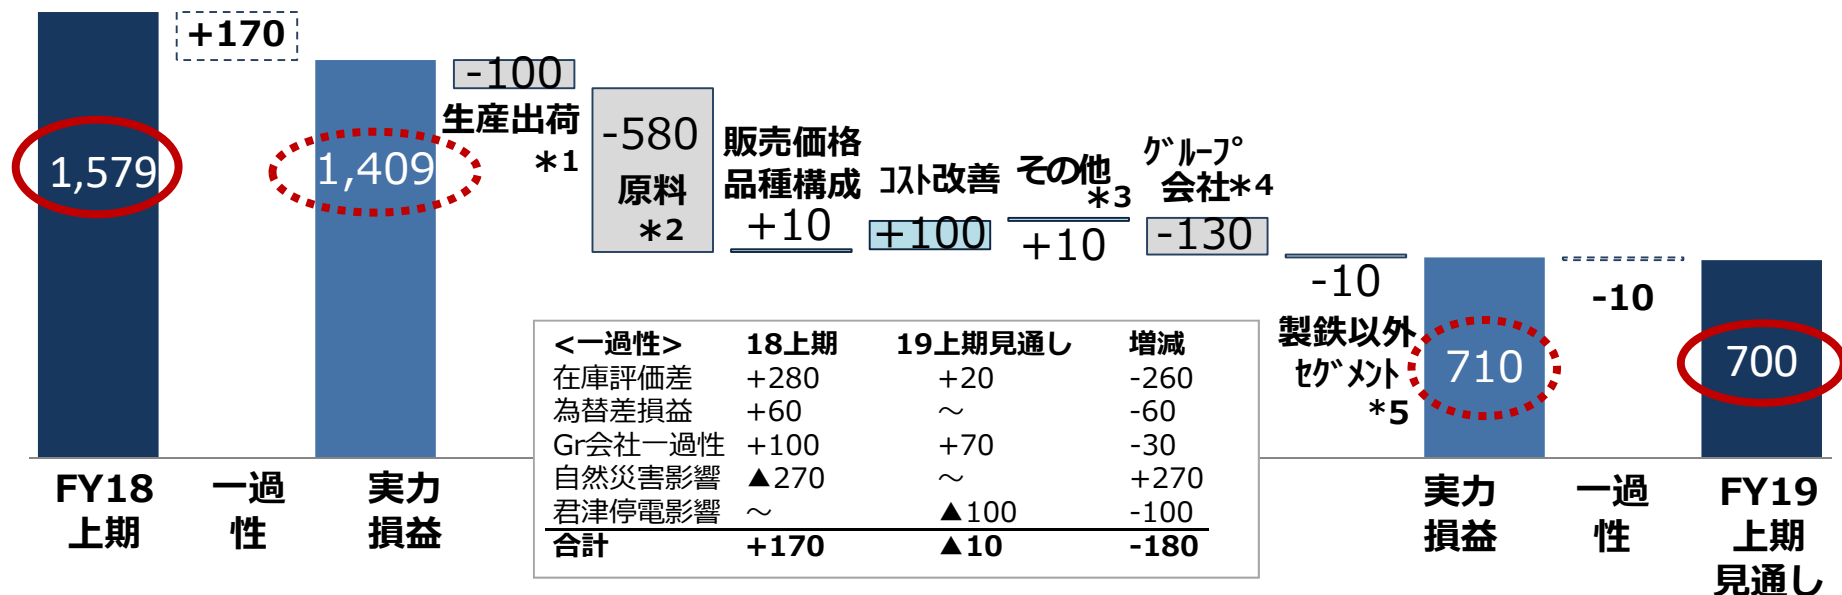 +170
1,579
1,409
-100
生産出荷
*1
-580
原料
*2
販売価格
品種構成
+10
ｺｽﾄ改善
+100
その他
*3
+10
ｸﾞﾙｰﾌﾟ
会社*4
-130
-10
製鉄以外
ｾｸﾞﾒﾝﾄ
*5
710
-10
700
<一過性> 18上期 19上期見通し 増減
在庫評価差 +280 +20 -260
為替差損益 +60 ～ -60
Gr会社一過性 +100 +70 -30
自然災害影響 ▲270 ～ +270
君津停電影響 ～ ▲100 -100
合計 +170 ▲10 -180
FY18
上期
一過
性
実力
損益
実力
損益
一過
性
FY19
上期
見通し